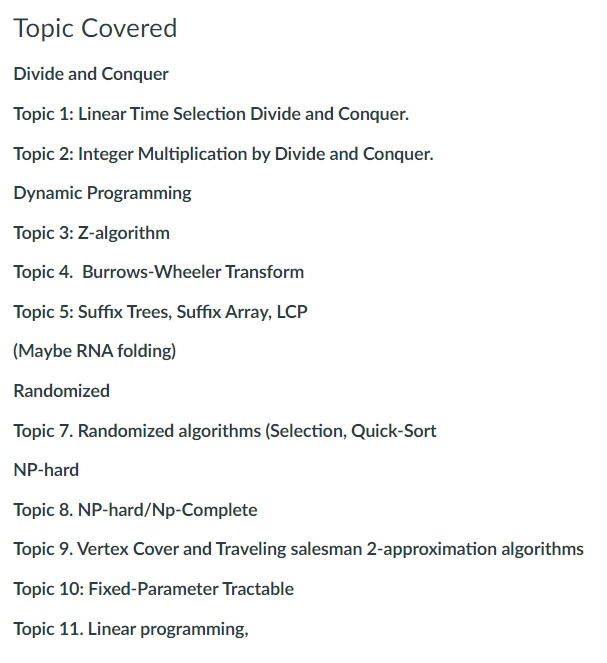 Topic Covered
Divide and Conquer
Topic 1: Linear Time Selection Divide and Conquer.
Topic 2: Integer Multiplication by Divide and Conquer.
Dynamic Programming
Topic 3: Z-algorithm
Topic 4.  Burrows-Wheeler Transform
Topic 5: Suffix Trees, Suffix Array, LCP
(Maybe RNA folding)
Randomized
Topic 7. Randomized algorithms (Selection, Quick-Sort
NP-hard
Topic 8. NP-hard/Np-Complete
Topic 9. Vertex Cover and Traveling salesman 2-approximation algorithms
Topic 10: Fixed-Parameter Tractable
Topic 11. Linear programming,